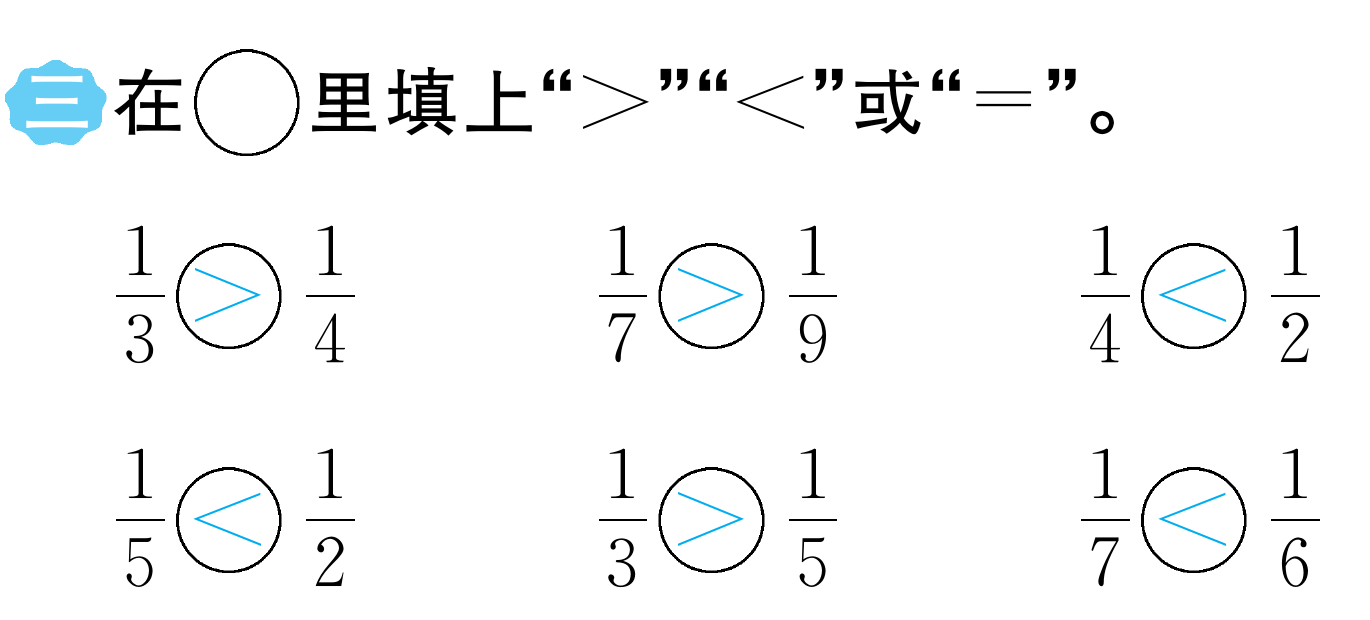 三 在○里填上“>”“<”或“=”。
1/3 > 1/4 1/7 > 1/9 1/4 < 1/2
1/5 < 1/2 1/3 > 1/5 1/7 < 1/6